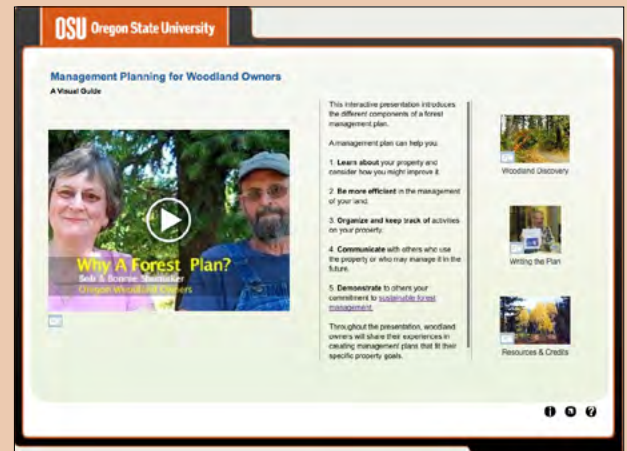 OSU Oregon State University
Management Planning for Woodland Owners
A Visual Guide
Why A Forest Plan?
Bob & Bonnie Shumaker
Oregon Woodland Owners
This interactive presentation introduces
the different components of a forest
management plan.
A management plan can help you:
1. Learn about your property and
consider how you might improve it.
2. Be more efficient in the management
of your land.
3. Organize and keep track of activities
on your property.
4. Communicate with others who use
the property or who may manage it in the
future.
5. Demonstrate to others your
commitment to sustainable forest
management.
Throughout the presentation, woodland
owners will share their experiences in
creating management plans that fit their
specific property goals.
Woodland Discovery
Writing the Plan
Resources & Credits